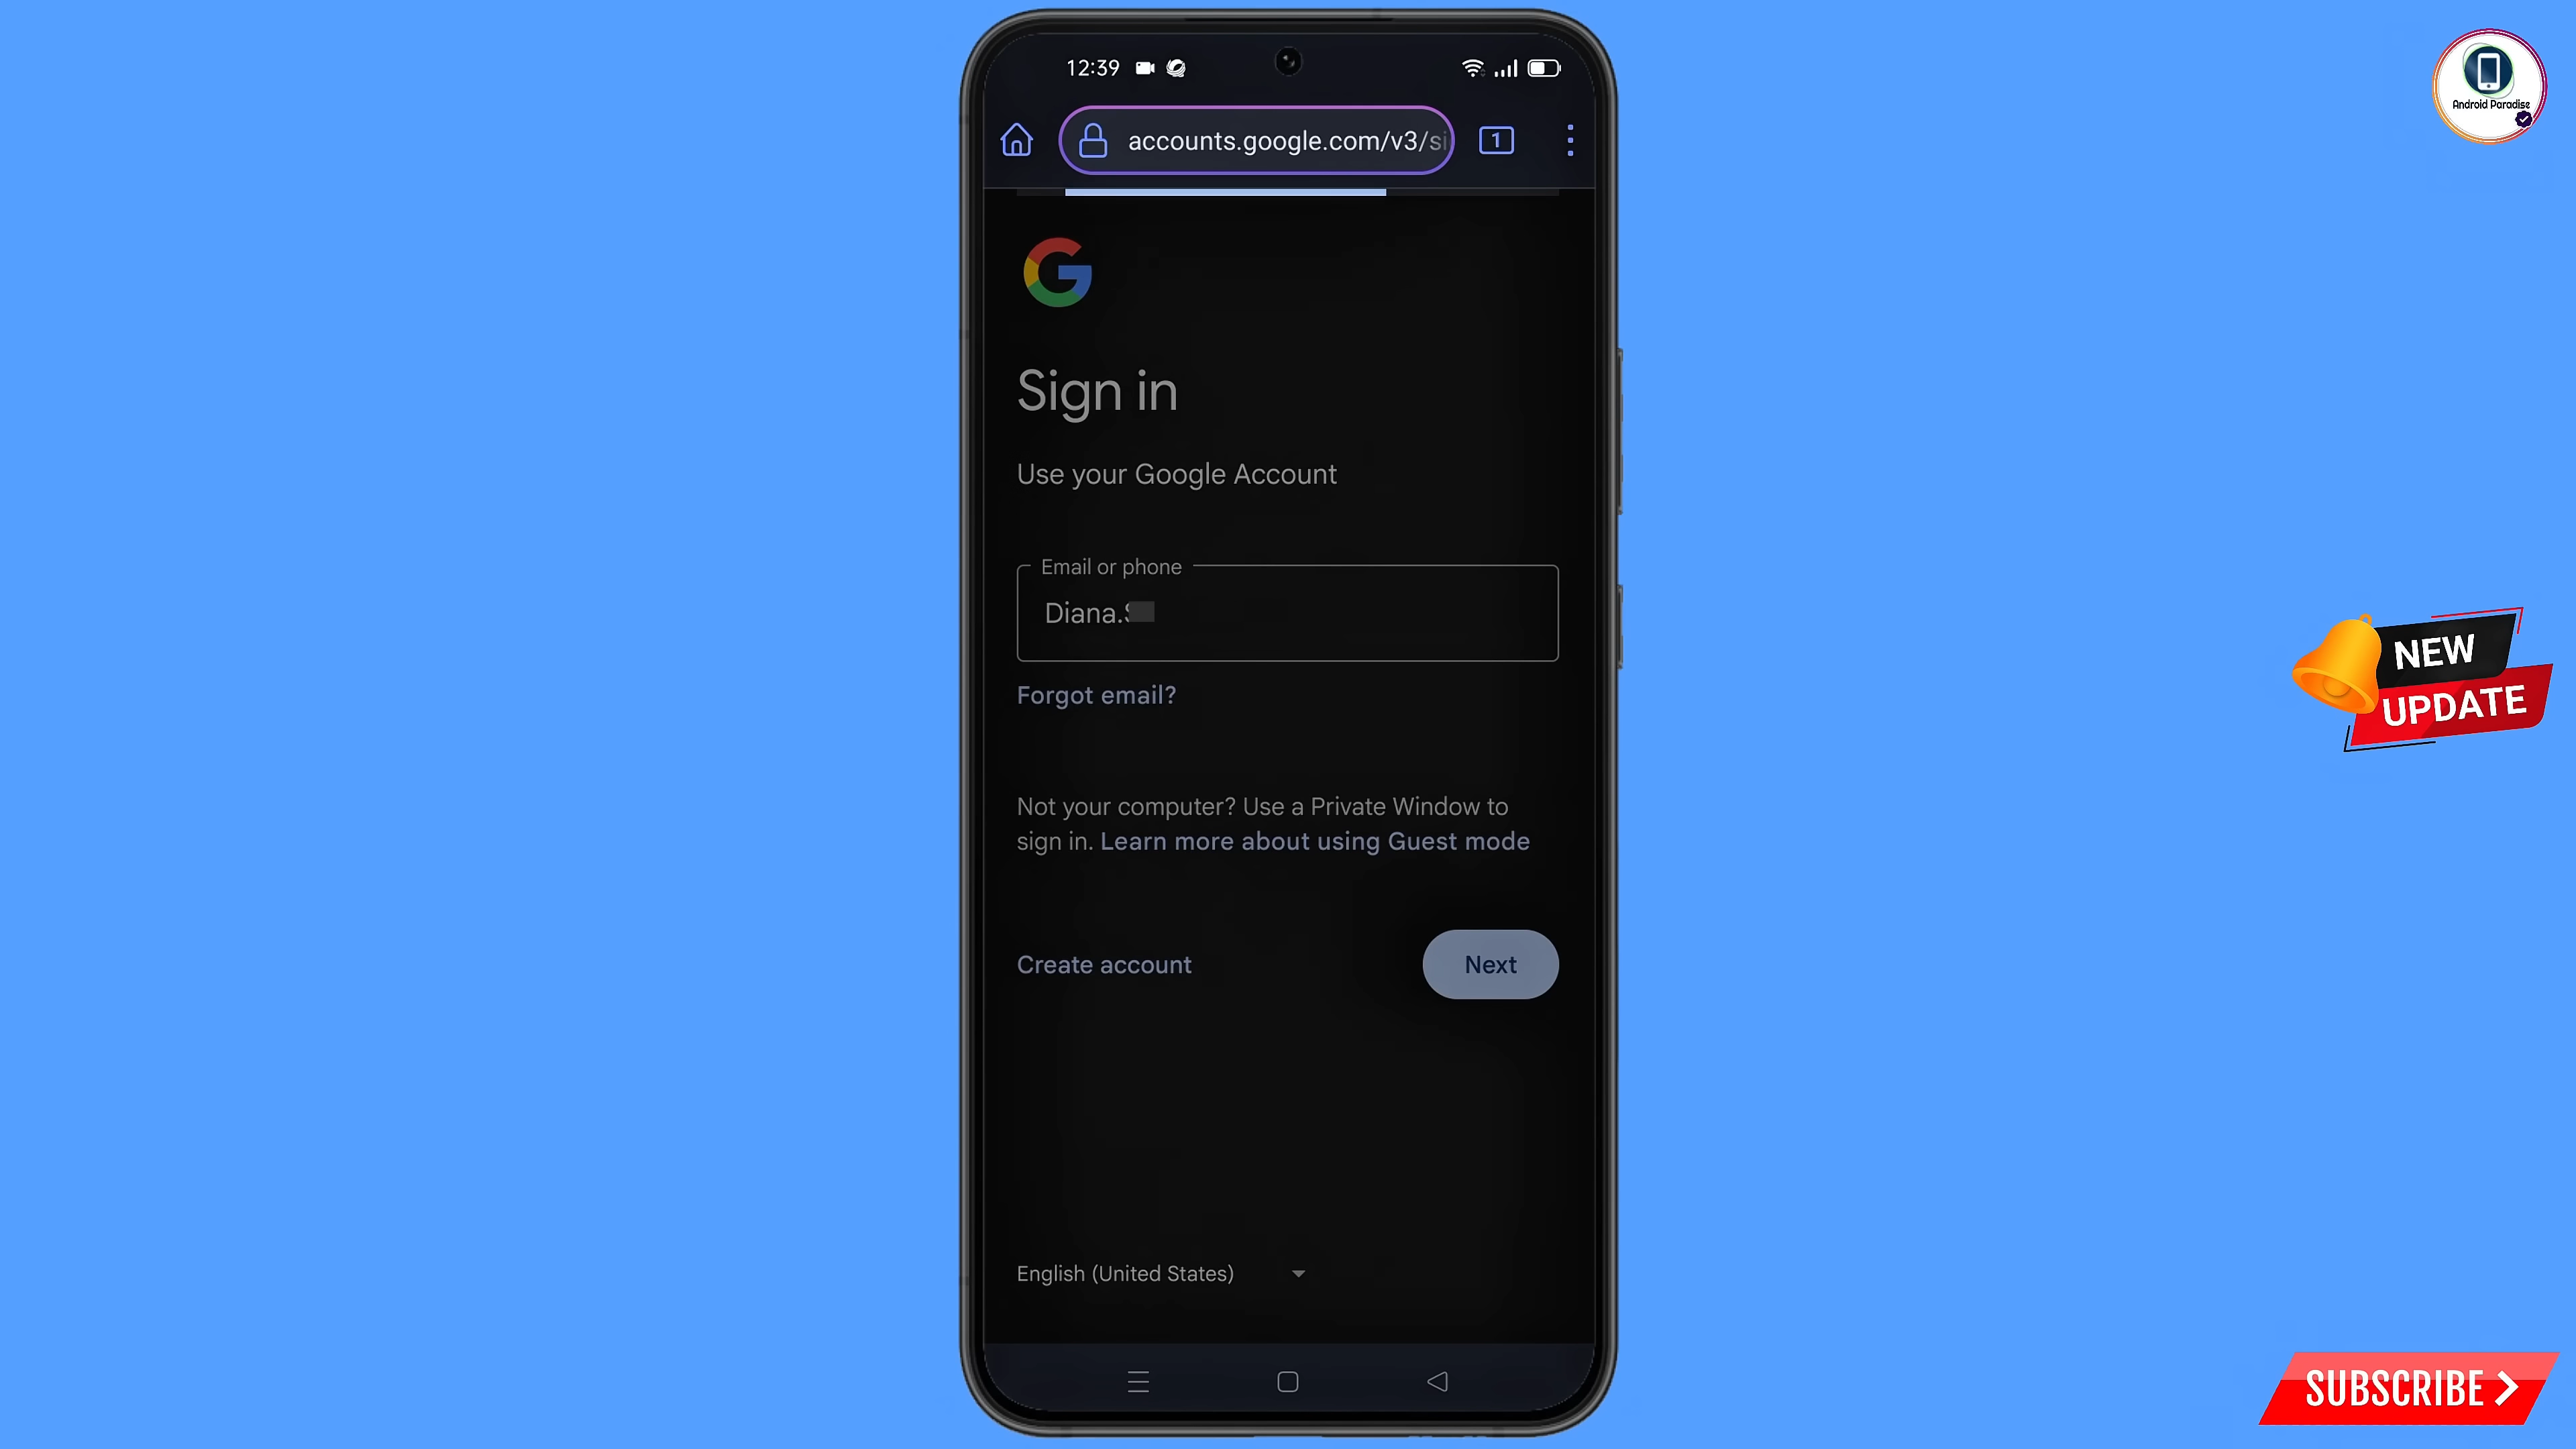 12:39
accounts.google.com/v3/si
1
Android Paradise
Sign in
Use your Google Account
Email or phone
Diana.
Forgot email?
NEW
UPDATE
Not your computer? Use a Private Window to
sign in. Learn more about using Guest mode
Create account
Next
English (United States)
SUBSCRIBE